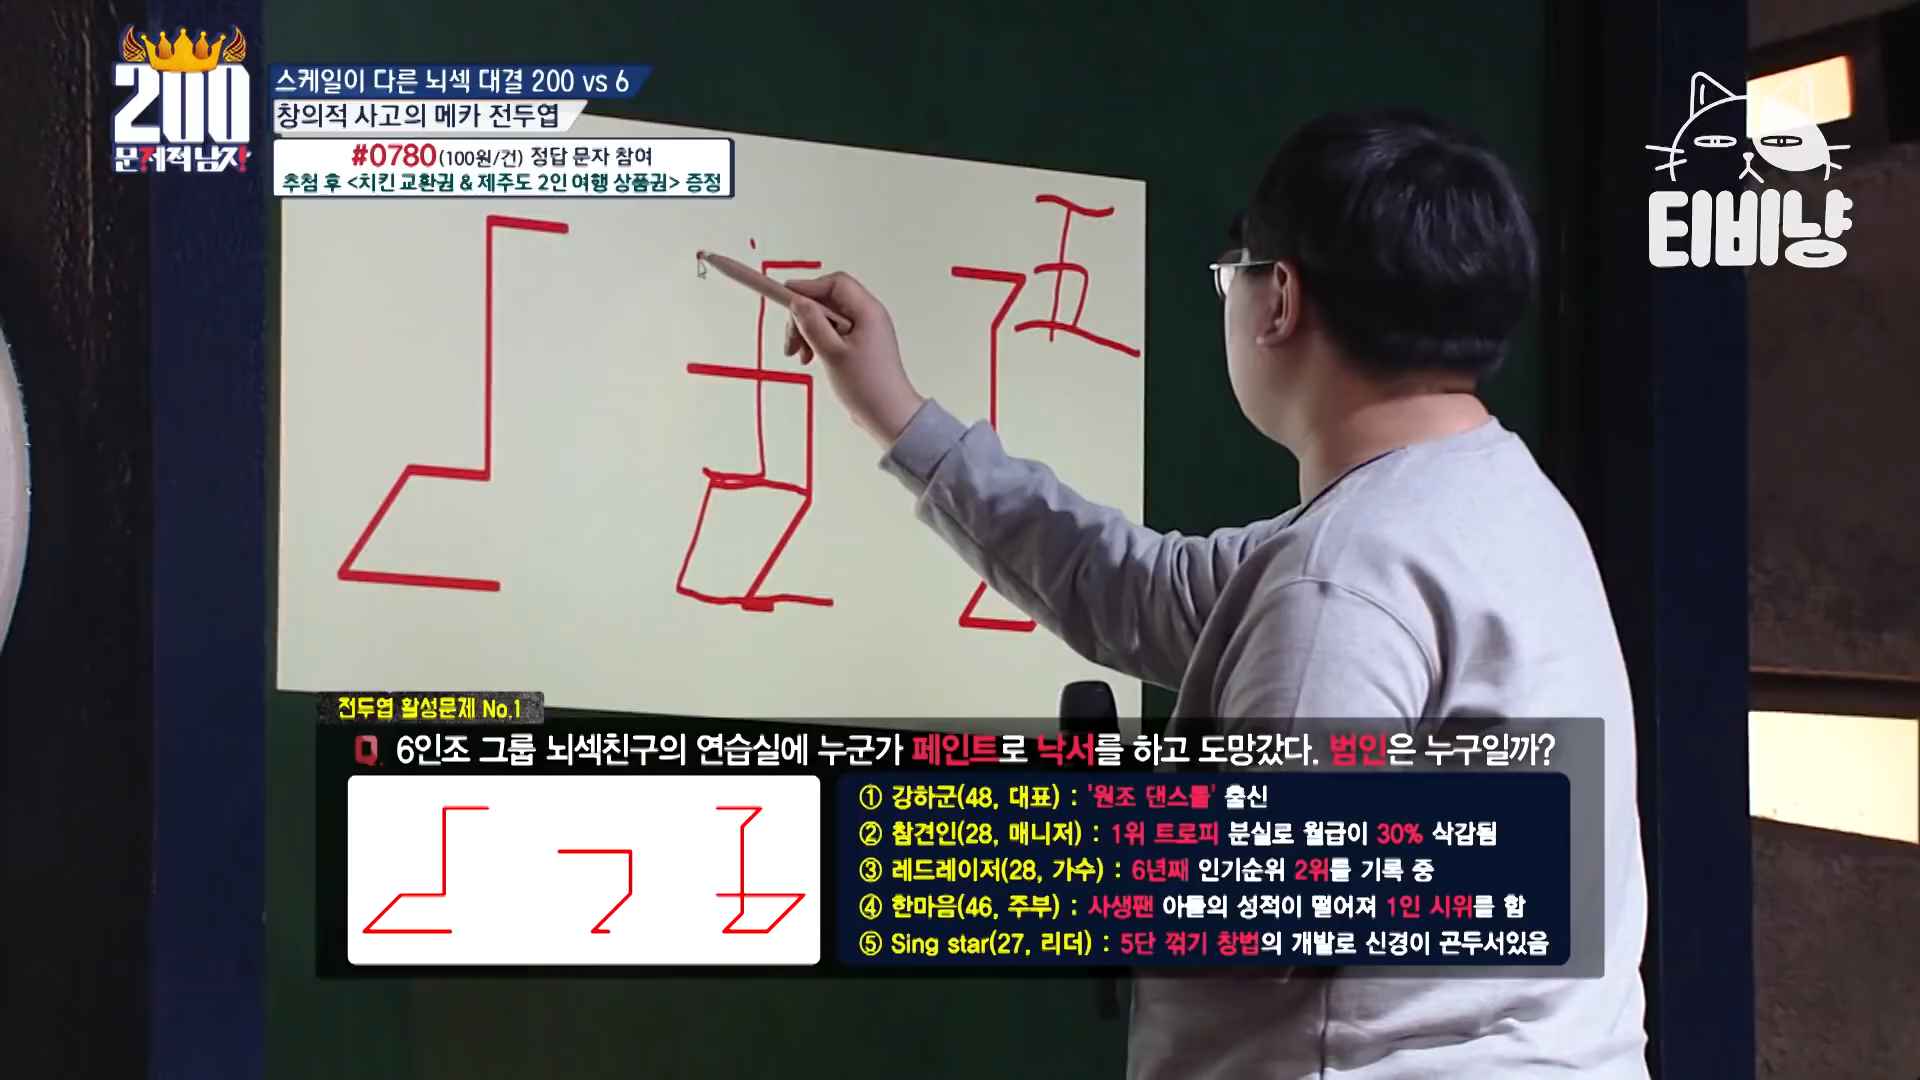 200
문제적남자
스케일이 다른 뇌섹 대결 200 vs 6
창의적 사고의 메카 전두엽
#0780(100원/건) 정답 문자 참여
추첨 후 <치킨 교환권 & 제주도 2인 여행 상품권> 증정
티비냥
전두엽 활성문제 No.1
Q. 6인조 그룹 뇌섹친구의 연습실에 누군가 페인트로 낙서를 하고 도망갔다. 범인은 누구일까?
① 강하군(48, 대표) : '원조 댄스돌' 출신
② 참견인(28, 매니저) : 1위 트로피 분실로 월급이 30% 삭감됨
③ 레드레이저(28, 가수) : 6년째 인기순위 2위를 기록 중
④ 한마음(46, 주부) : 사생팬 아들의 성적이 떨어져 1인 시위를 함
⑤ Sing star(27, 리더) : 5단 꺾기 창법의 개발로 신경이 곤두서있음